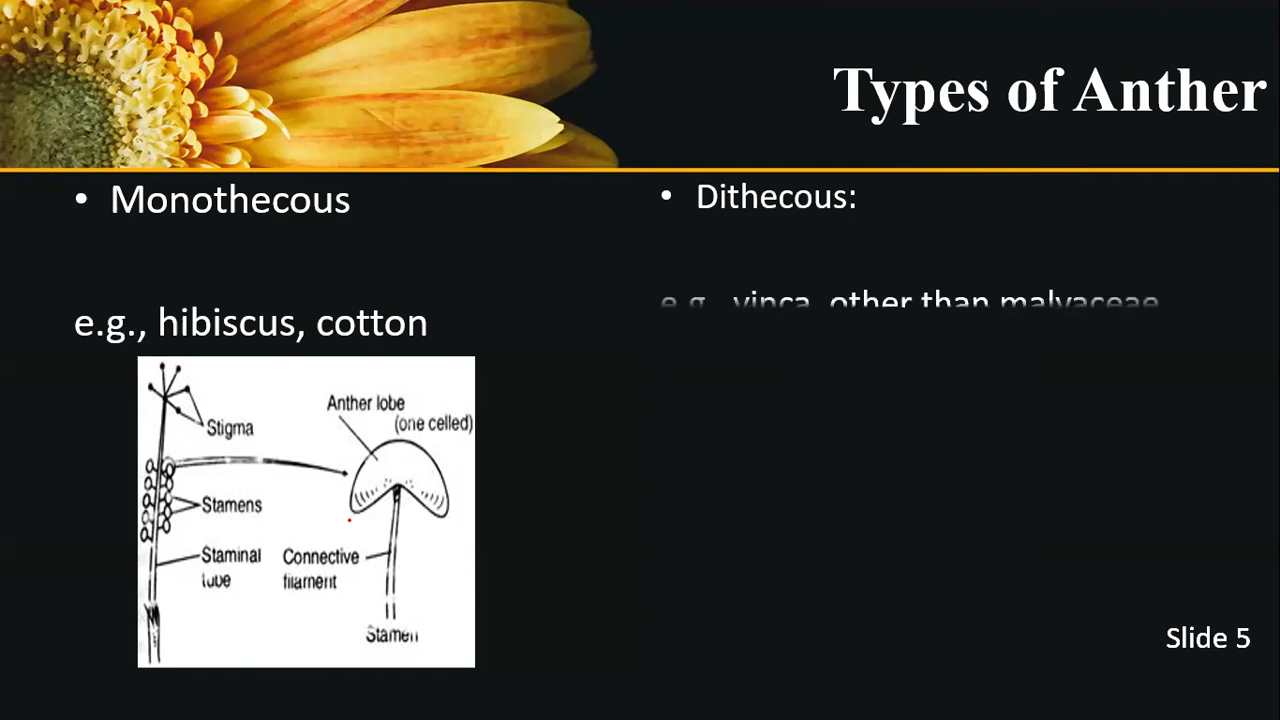 Types of Anther
• Monothecous
e.g., hibiscus, cotton
Stigma
Stamens
Staminal
tube
Anther lobe
(one celled)
Connective
filament
Stamen
• Dithecous:
e.g., vinca, other than malvaceae
Slide 5